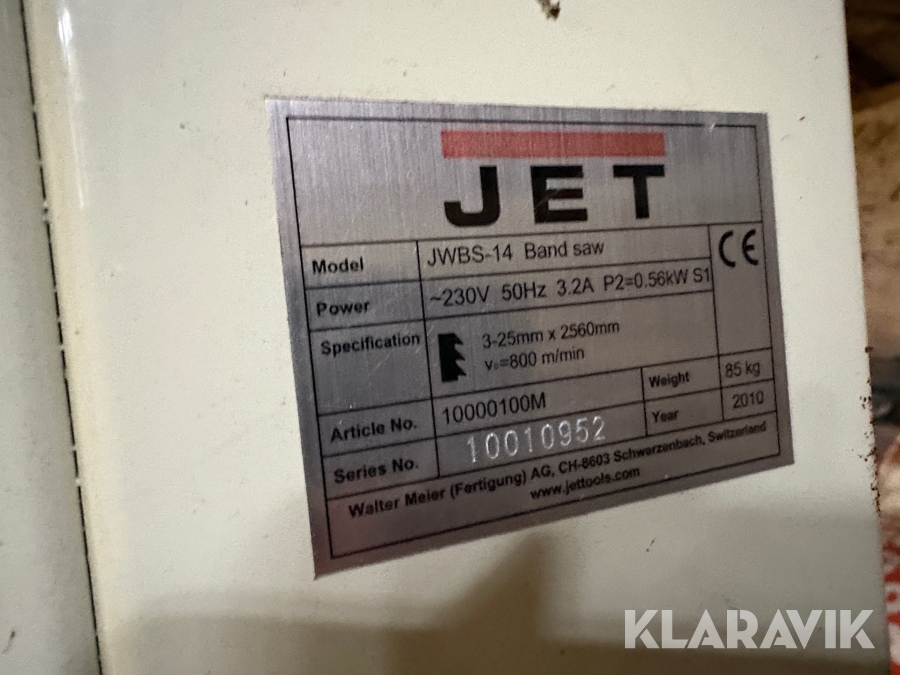 JET
Model JWBS-14 Band saw
CE
Power ~230V 50Hz 3.2A P2=0.56kW S1
Specification 3-25mm x 2560mm
v₀=800 m/min
Article No. 10000100M Weight 85 kg
Series No. 10010952 Year 2010
Walter Meier (Fertigung) AG, CH-8603 Schwarzenbach, Switzerland
www.jettools.com
KLARAVIK